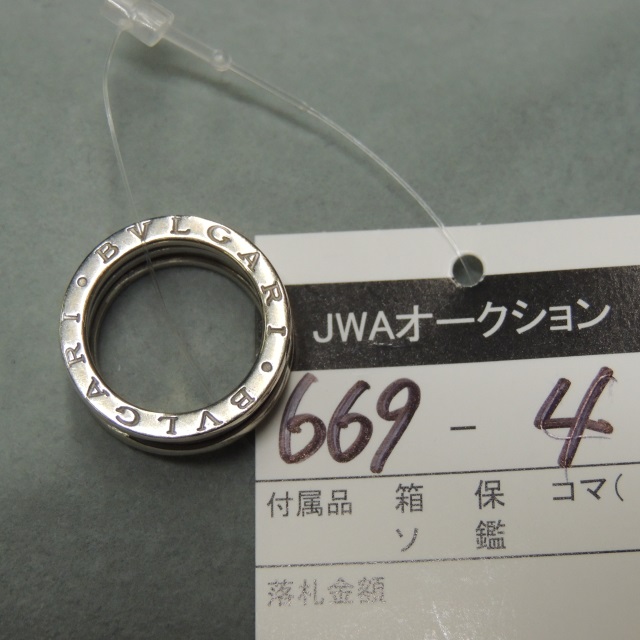 BVLGARI • BVLGARI •
JWAオークション
669 - 4
付属品 箱 保 コマ(
ソ 鑑
落札金額